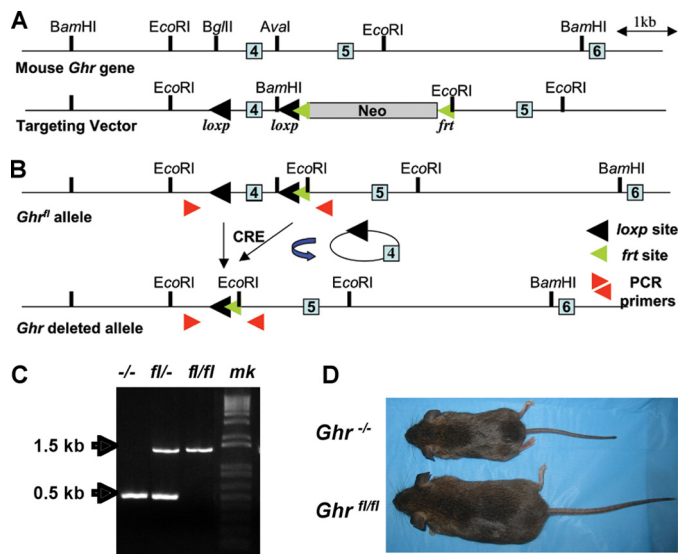 A
BamHI EcoRI BglII AvaI EcoRI BamHI 1kb
4 5 6
Mouse Ghr gene
EcoRI BamHI EcoRI EcoRI
4 Neo 5
Targeting Vector loxp loxp frt
B
EcoRI EcoRI EcoRI BamHI
4 5 6
Ghrfl allele
loxp site
CRE
4
frt site
EcoRI EcoRI EcoRI BamHI
PCR
primers
5 6
Ghr deleted allele
C
-/- fl/- fl/fl mk
1.5 kb
0.5 kb
D
Ghr -/-
Ghr fl/fl